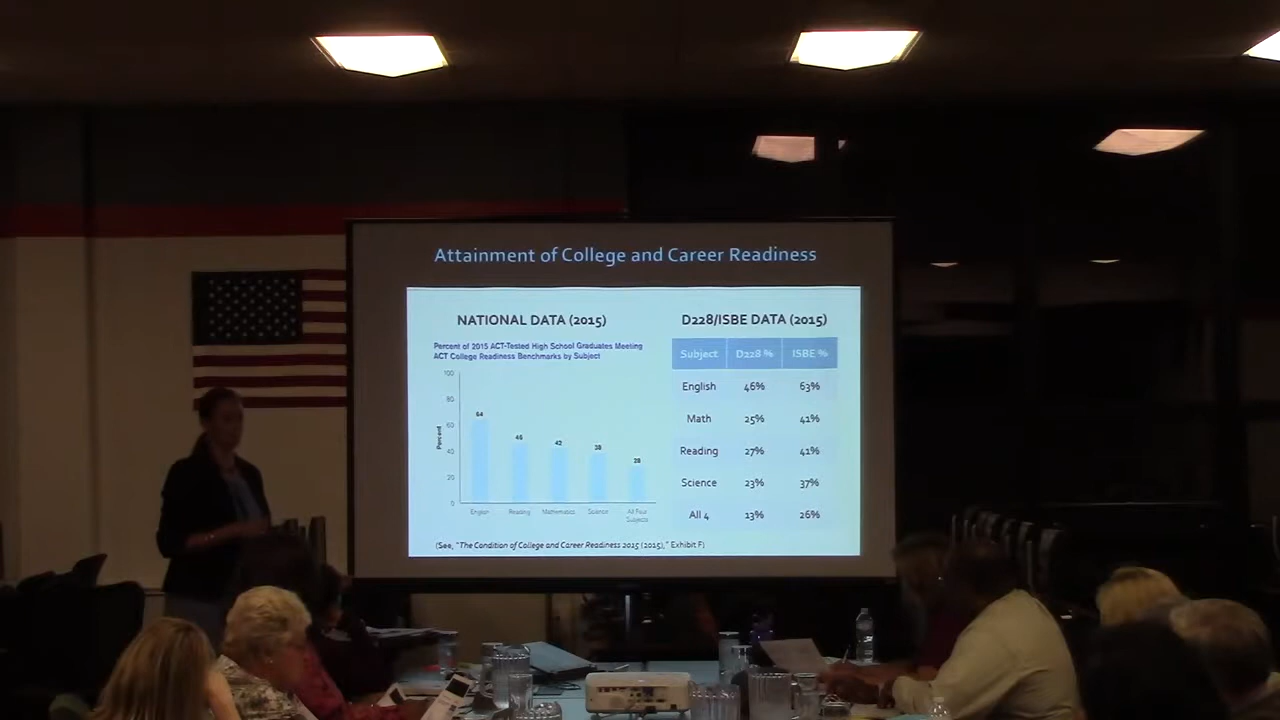 Attainment of College and Career Readiness
NATIONAL DATA (2015)
Percent of 2015 ACT-Tested High School Graduates Meeting
ACT College Readiness Benchmarks by Subject
100
80
60
40
20
0
Percent
64
46
42
38
28
English
Reading
Mathematics
Science
All Four
Subjects
D228/ISBE DATA (2015)
Subject D228 % ISBE %
English 46% 63%
Math 25% 41%
Reading 27% 41%
Science 23% 37%
All 4 13% 26%
(See, "The Condition of College and Career Readiness 2015 (2015)," Exhibit F)